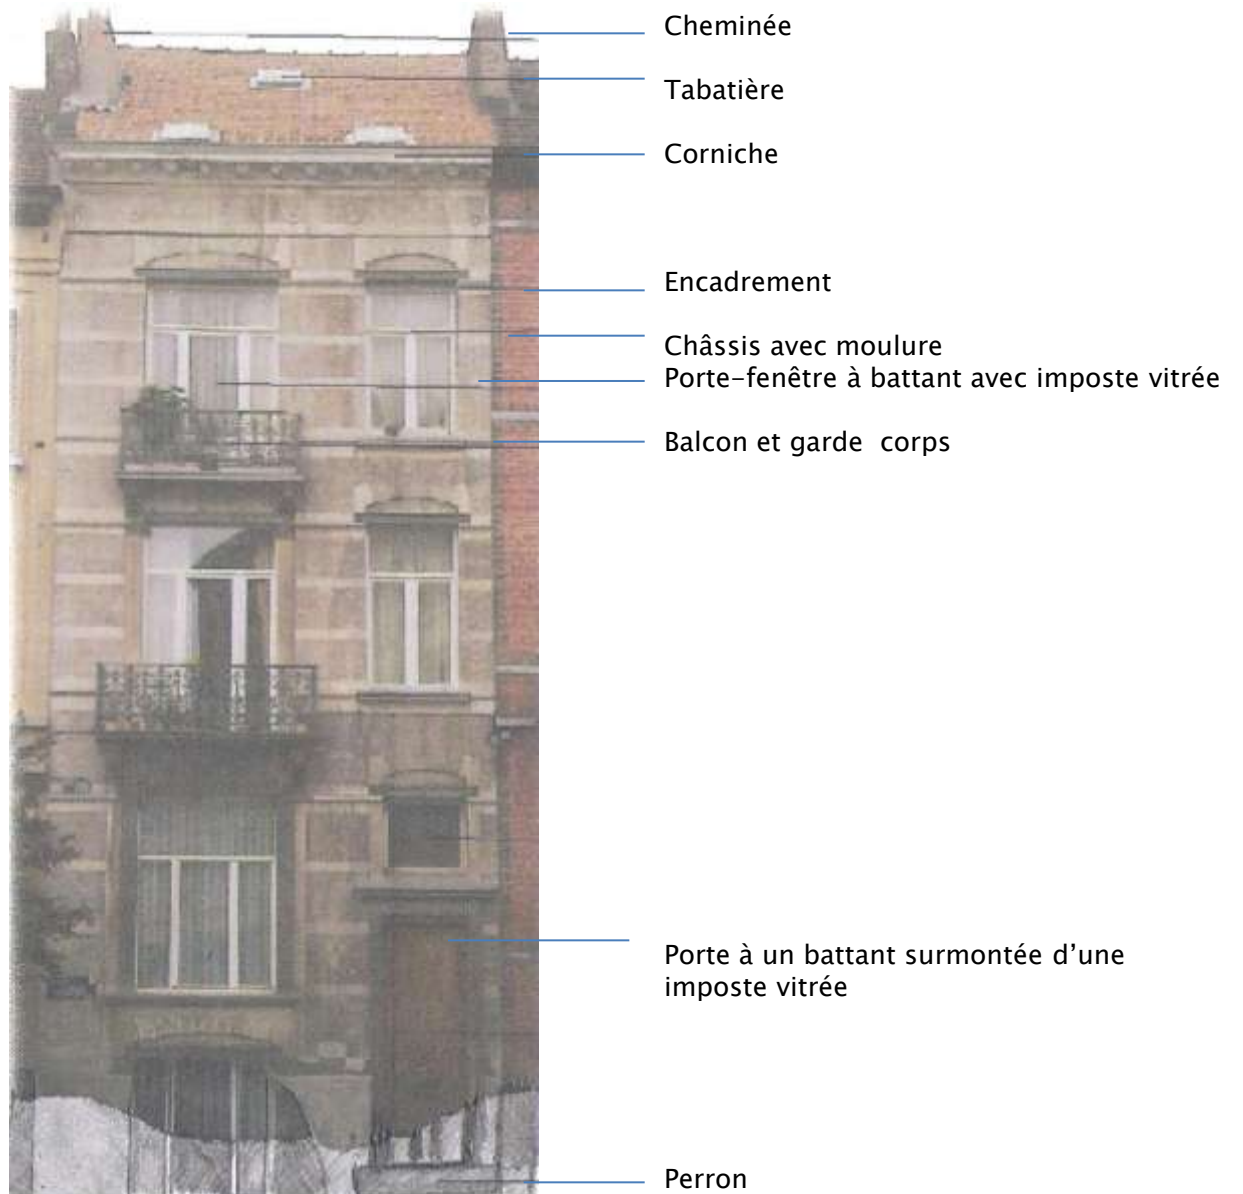 Cheminée
Tabatière
Corniche
Encadrement
Châssis avec moulure
Porte-fenêtre à battant avec imposte vitrée
Balcon et garde  corps
Porte à un battant surmontée d’une
imposte vitrée
Perron